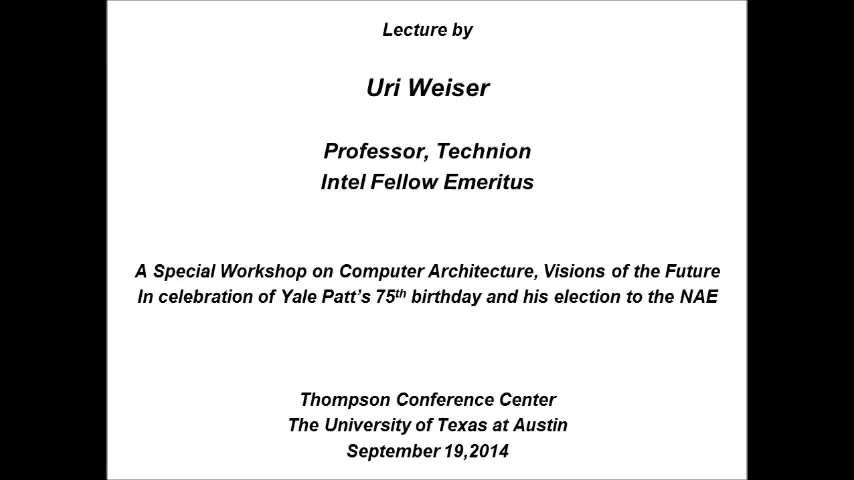 Lecture by
Uri Weiser
Professor, Technion
Intel Fellow Emeritus
A Special Workshop on Computer Architecture, Visions of the Future
In celebration of Yale Patt’s 75th birthday and his election to the NAE
Thompson Conference Center
The University of Texas at Austin
September 19,2014